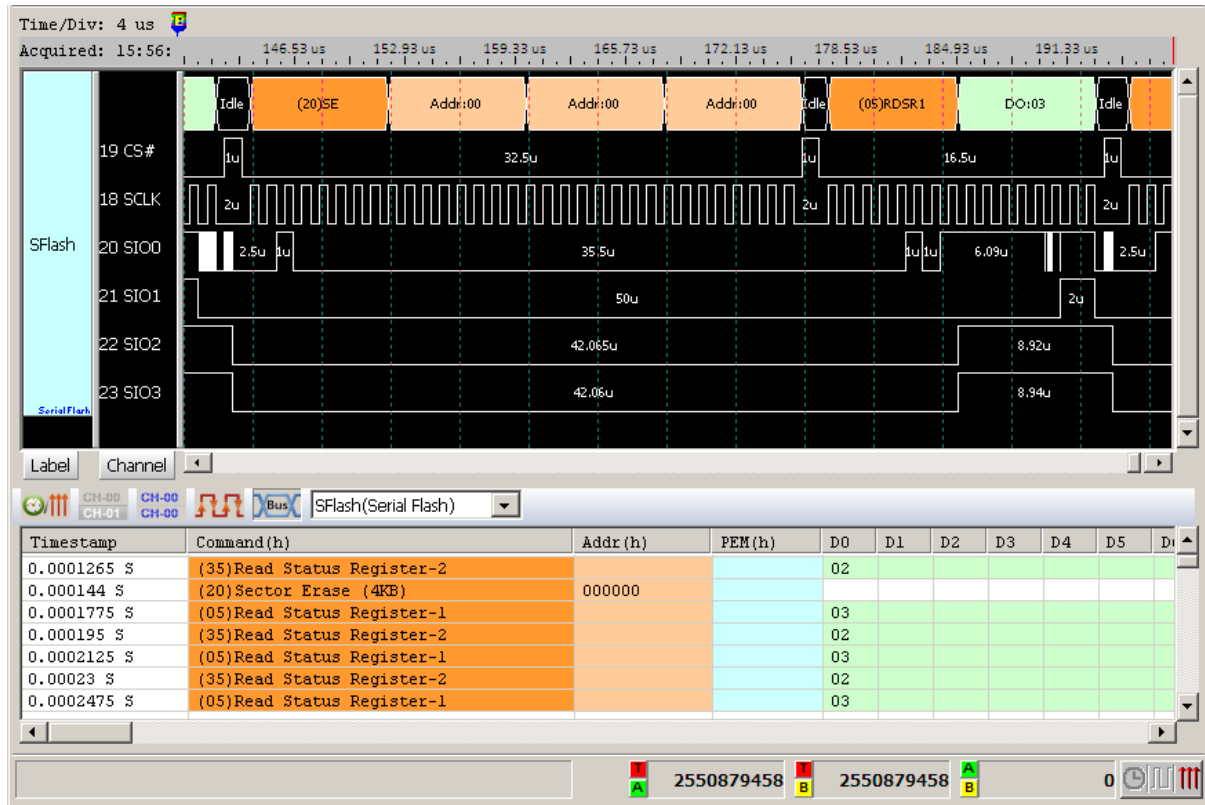 Time/Div: 4 us
Acquired: 15:56: 146.53 us 152.93 us 159.33 us 165.73 us 172.13 us 178.53 us 184.93 us 191.33 us
Idle (20)SE Addr:00 Addr:00 Addr:00 Idle (05)RDSR1 DO:03 Idle
19 CS# 1u 32.5u 1u 16.5u 1u
18 SCLK 2u 2u 2u
SFlash 20 SIO0 2.5u 1u 35.5u 1u 1u 6.09u 2.5u
21 SIO1 50u 2u
22 SIO2 42.065u 8.92u
23 SIO3 42.06u 8.94u
Serial Flash
Label Channel
CH-00 CH-00
CH-01 CH-00 Bus SFlash(Serial Flash)
Timestamp Command(h) Addr(h) PEM(h) D0 D1 D2 D3 D4 D5
0.0001265 S (35)Read Status Register-2 02
0.000144 S (20)Sector Erase (4KB) 000000
0.0001775 S (05)Read Status Register-1 03
0.000195 S (35)Read Status Register-2 02
0.0002125 S (05)Read Status Register-1 03
0.00023 S (35)Read Status Register-2 02
0.0002475 S (05)Read Status Register-1 03
T A 2550879458 T B 2550879458 A B 0